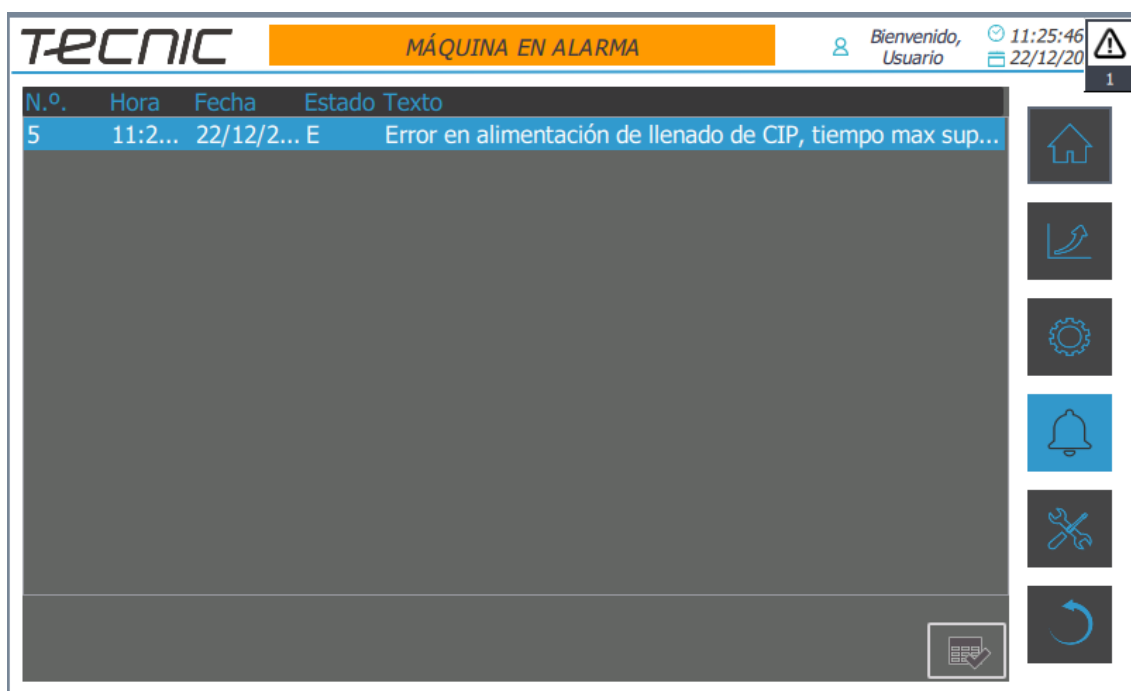 TECNIC
MÁQUINA EN ALARMA
Bienvenido,
Usuario
11:25:46
22/12/20
1
N.º. Hora Fecha Estado Texto
5 11:2... 22/12/2... E Error en alimentación de llenado de CIP, tiempo max sup...